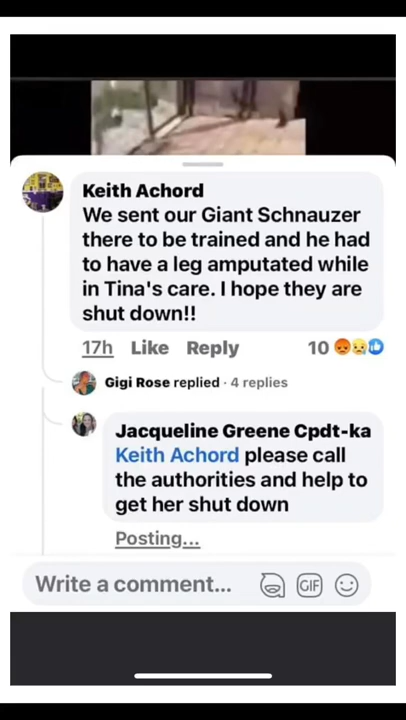 Keith Achord
We sent our Giant Schnauzer
there to be trained and he had
to have a leg amputated while
in Tina's care. I hope they are
shut down!!
17h Like Reply 10
Gigi Rose replied · 4 replies
Jacqueline Greene Cpdt-ka
Keith Achord please call
the authorities and help to
get her shut down
Posting...
Write a comment... GIF